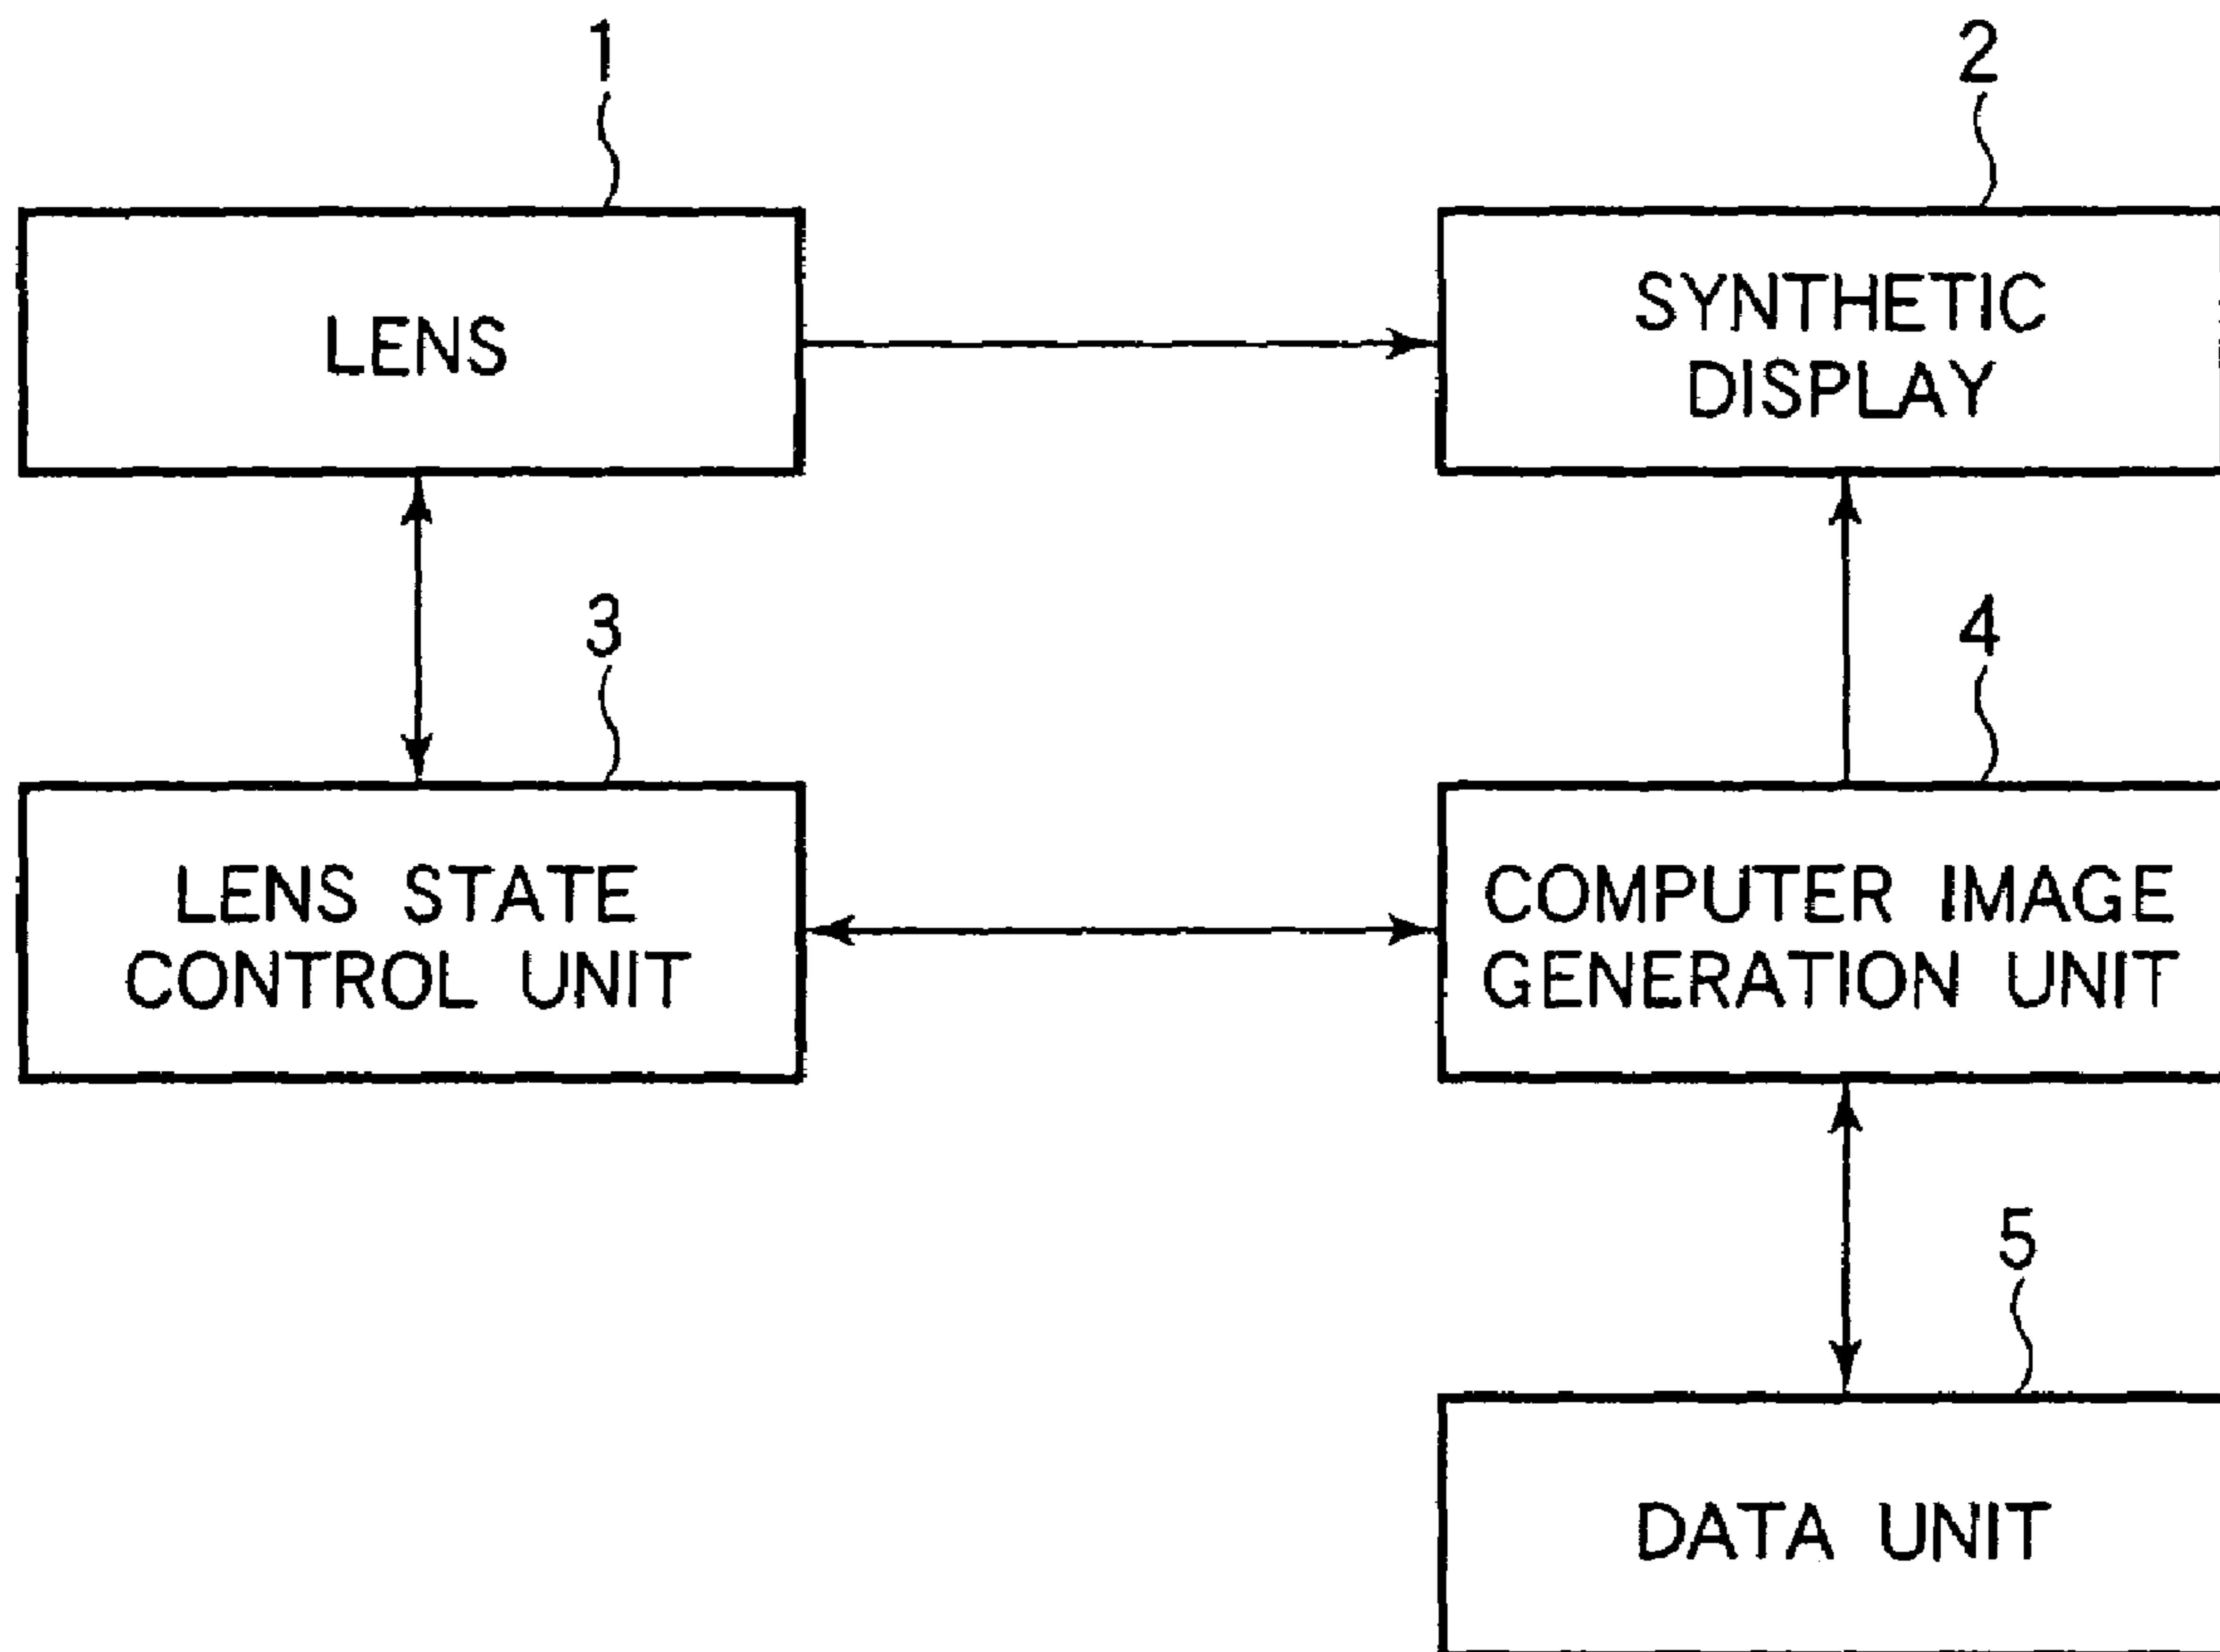 1
2
LENS
SYNTHETIC
DISPLAY
3
4
LENS STATE
CONTROL UNIT
COMPUTER IMAGE
GENERATION UNIT
5
DATA UNIT